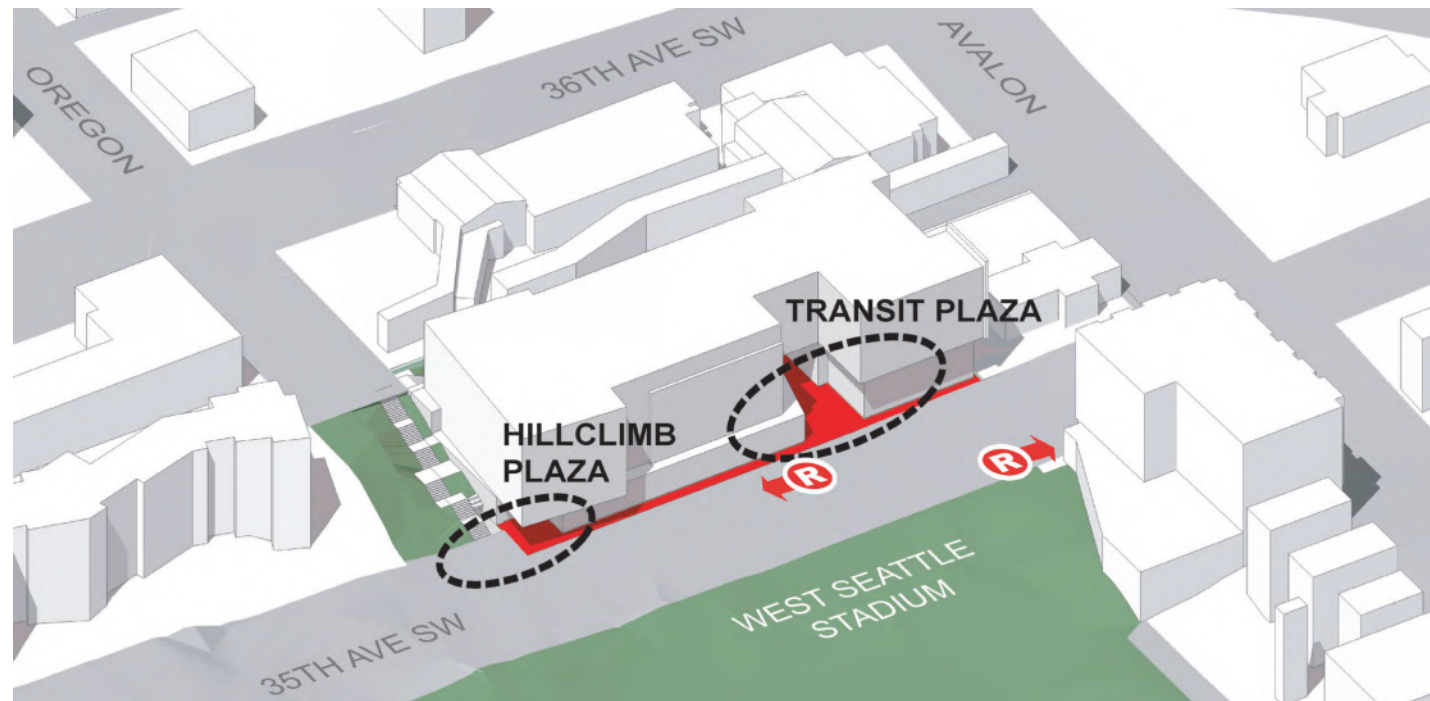 OREGON
36TH AVE SW
AVALON
TRANSIT PLAZA
HILLCLIMB
PLAZA
R
R
WEST SEATTLE
STADIUM
35TH AVE SW